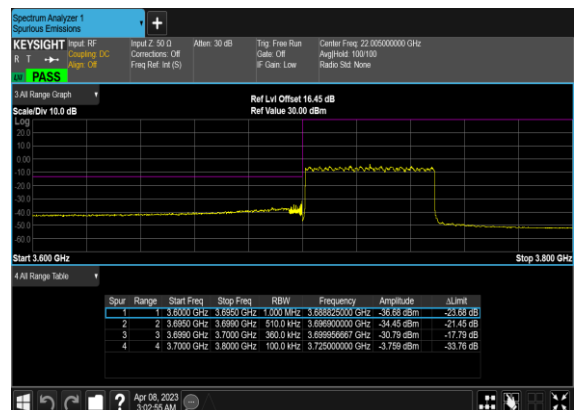 Spectrum Analyzer 1
Spurious Emissions
+
KEYSIGHT Input: RF Input Z: 50 Ω Atten: 30 dB Trig: Free Run Center Freq: 22.005000000 GHz
R T Coupling: DC Corrections: Off Gate: Off Avg|Hold: 100/100
Align: Off Freq Ref: Int (S) IF Gain: Low Radio Std: None
PASS
3 All Range Graph
Ref Lvl Offset 16.45 dB
Scale/Div 10.0 dB Ref Value 30.00 dBm
Log
20.0
10.0
0.00
-10.0
-20.0
-30.0
-40.0
-50.0
-60.0
Start 3.600 GHz Stop 3.800 GHz
4 All Range Table
Spur Range Start Freq Stop Freq RBW Frequency Amplitude ΔLimit
1 1 3.6000 GHz 3.6950 GHz 1.000 MHz 3.688825000 GHz -36.68 dBm -23.68 dB
2 2 3.6950 GHz 3.6990 GHz 510.0 kHz 3.696900000 GHz -34.45 dBm -21.45 dB
3 3 3.6990 GHz 3.7000 GHz 360.0 kHz 3.699956667 GHz -30.79 dBm -17.79 dB
4 4 3.7000 GHz 3.8000 GHz 100.0 kHz 3.725000000 GHz -3.759 dBm -33.76 dB
? Apr 08, 2023
3:02:55 AM